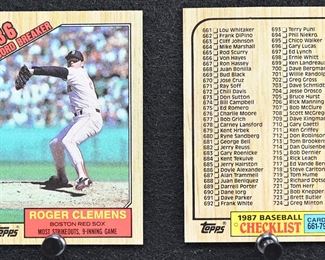 86
RECORD BREAKER
ROGER CLEMENS
BOSTON RED SOX
MOST STRIKEOUTS, 9-INNING GAME
Topps
661 Lou Whitaker
662 Frank DiPino
663 Cliff Johnson
664 Mike Marshall
665 Rod Scurry
666 Von Hayes
667 Ron Hassey
668 Juan Bonilla
669 Bud Black
670 Jose Cruz
671 Ray Soff
672 Chili Davis
673 Don Sutton
674 Bill Campbell
675 Ed Romero
676 Charlie Moore
677 Bob Grich
678 Carney Lansford
679 Kent Hrbek
680 Ryne Sandberg
681 George Bell
682 Jerry Reuss
683 Gary Roenicke
684 Kent Tekulve
685 Jerry Hairston
686 Doyle Alexander
687 Alan Trammell
688 Juan Beniquez
689 Darrell Porter
690 Dane Iorg
691 Dave Parker
692 Frank White
693 Terry Puhl
694 Phil Niekro
695 Chico Walker
696 Gary Lucas
697 Ed Lynch
698 Ernie Whitt
699 Ken Landreaux
700 Dave Bergman
701 Willie Randolph
702 Greg Gross
703 Dave Schmidt
704 Jesse Orosco
705 Bruce Hurst
706 Rick Manning
707 Bob McClure
708 Scott McGregor
709 Dave Kingman
710 Gary Gaetti
711 Ken Griffey
712 Don Robinson
713 Tom Brookens
714 Dan Quisenberry
715 Bob Dernier
716 Rick Leach
717 Ed Vande Berg
718 Steve Carlton
719 Tom Hume
720 Richard Dotson
721 Tom Herr
722 Bob Knepper
723 Brett Butler
724 Greg Minton
Topps
1987 BASEBALL
CHECKLIST
CARDS
661-79